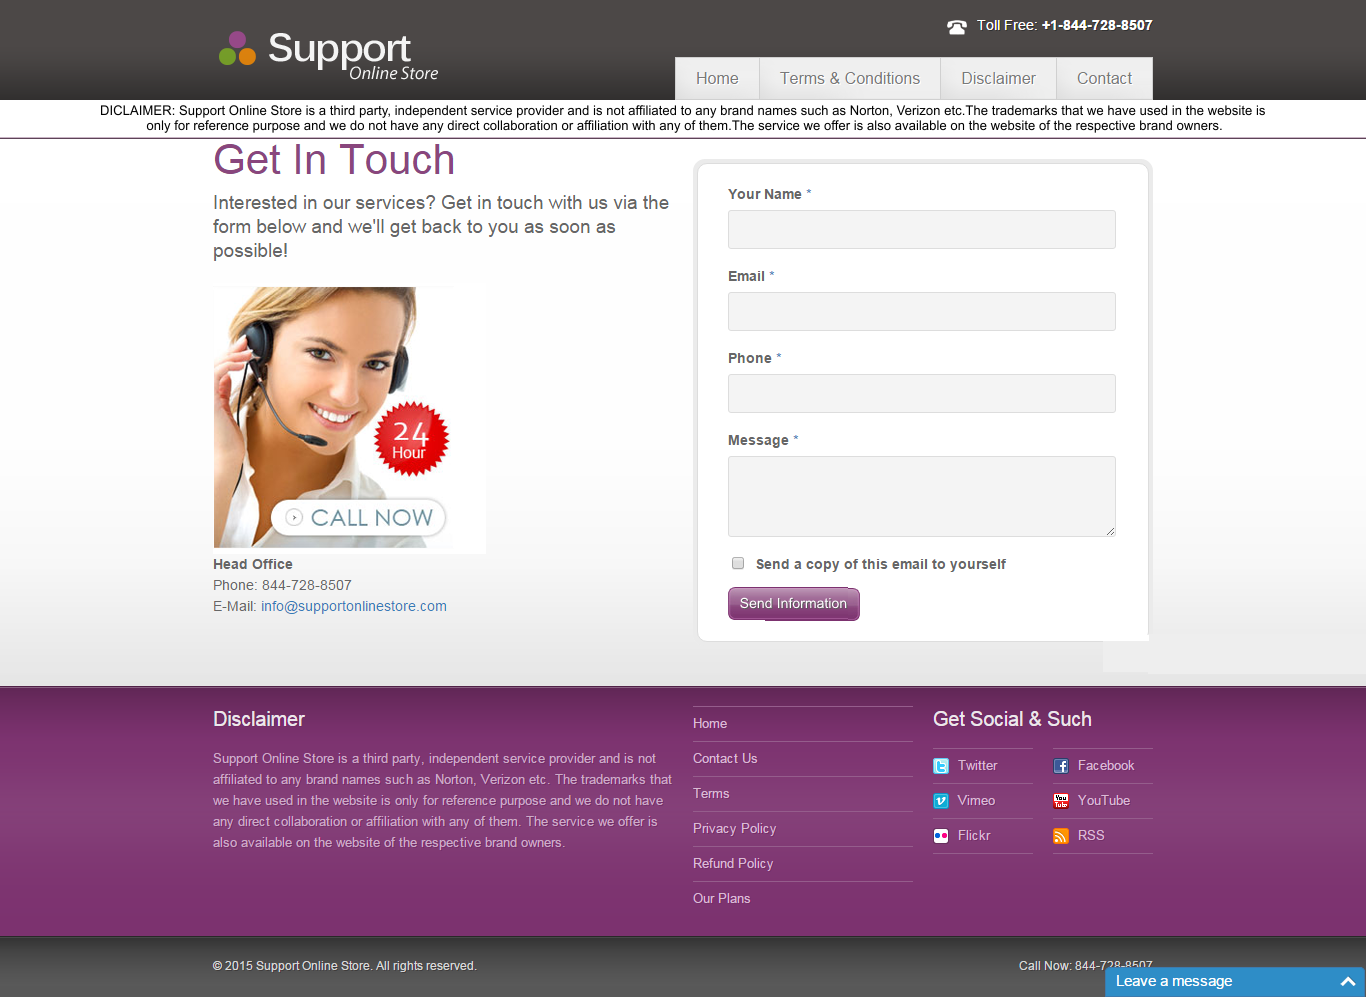 Support
Online Store
Toll Free: +1-844-728-8507
Home
Terms & Conditions
Disclaimer
Contact
DICLAIMER: Support Online Store is a third party, independent service provider and is not affiliated to any brand names such as Norton, Verizon etc.The trademarks that we have used in the website is
only for reference purpose and we do not have any direct collaboration or affiliation with any of them.The service we offer is also available on the website of the respective brand owners.
Get In Touch
Interested in our services? Get in touch with us via the
form below and we'll get back to you as soon as
possible!
24
Hour
CALL NOW
Head Office
Phone: 844-728-8507
E-Mail: info@supportonlinestore.com
Your Name *
Email *
Phone *
Message *
Send a copy of this email to yourself
Send Information
Disclaimer
Support Online Store is a third party, independent service provider and is not
affiliated to any brand names such as Norton, Verizon etc. The trademarks that
we have used in the website is only for reference purpose and we do not have
any direct collaboration or affiliation with any of them. The service we offer is
also available on the website of the respective brand owners.
Home
Contact Us
Terms
Privacy Policy
Refund Policy
Our Plans
Get Social & Such
Twitter
Facebook
Vimeo
YouTube
Flickr
RSS
© 2015 Support Online Store. All rights reserved.
Call Now: 844-728-8507
Leave a message